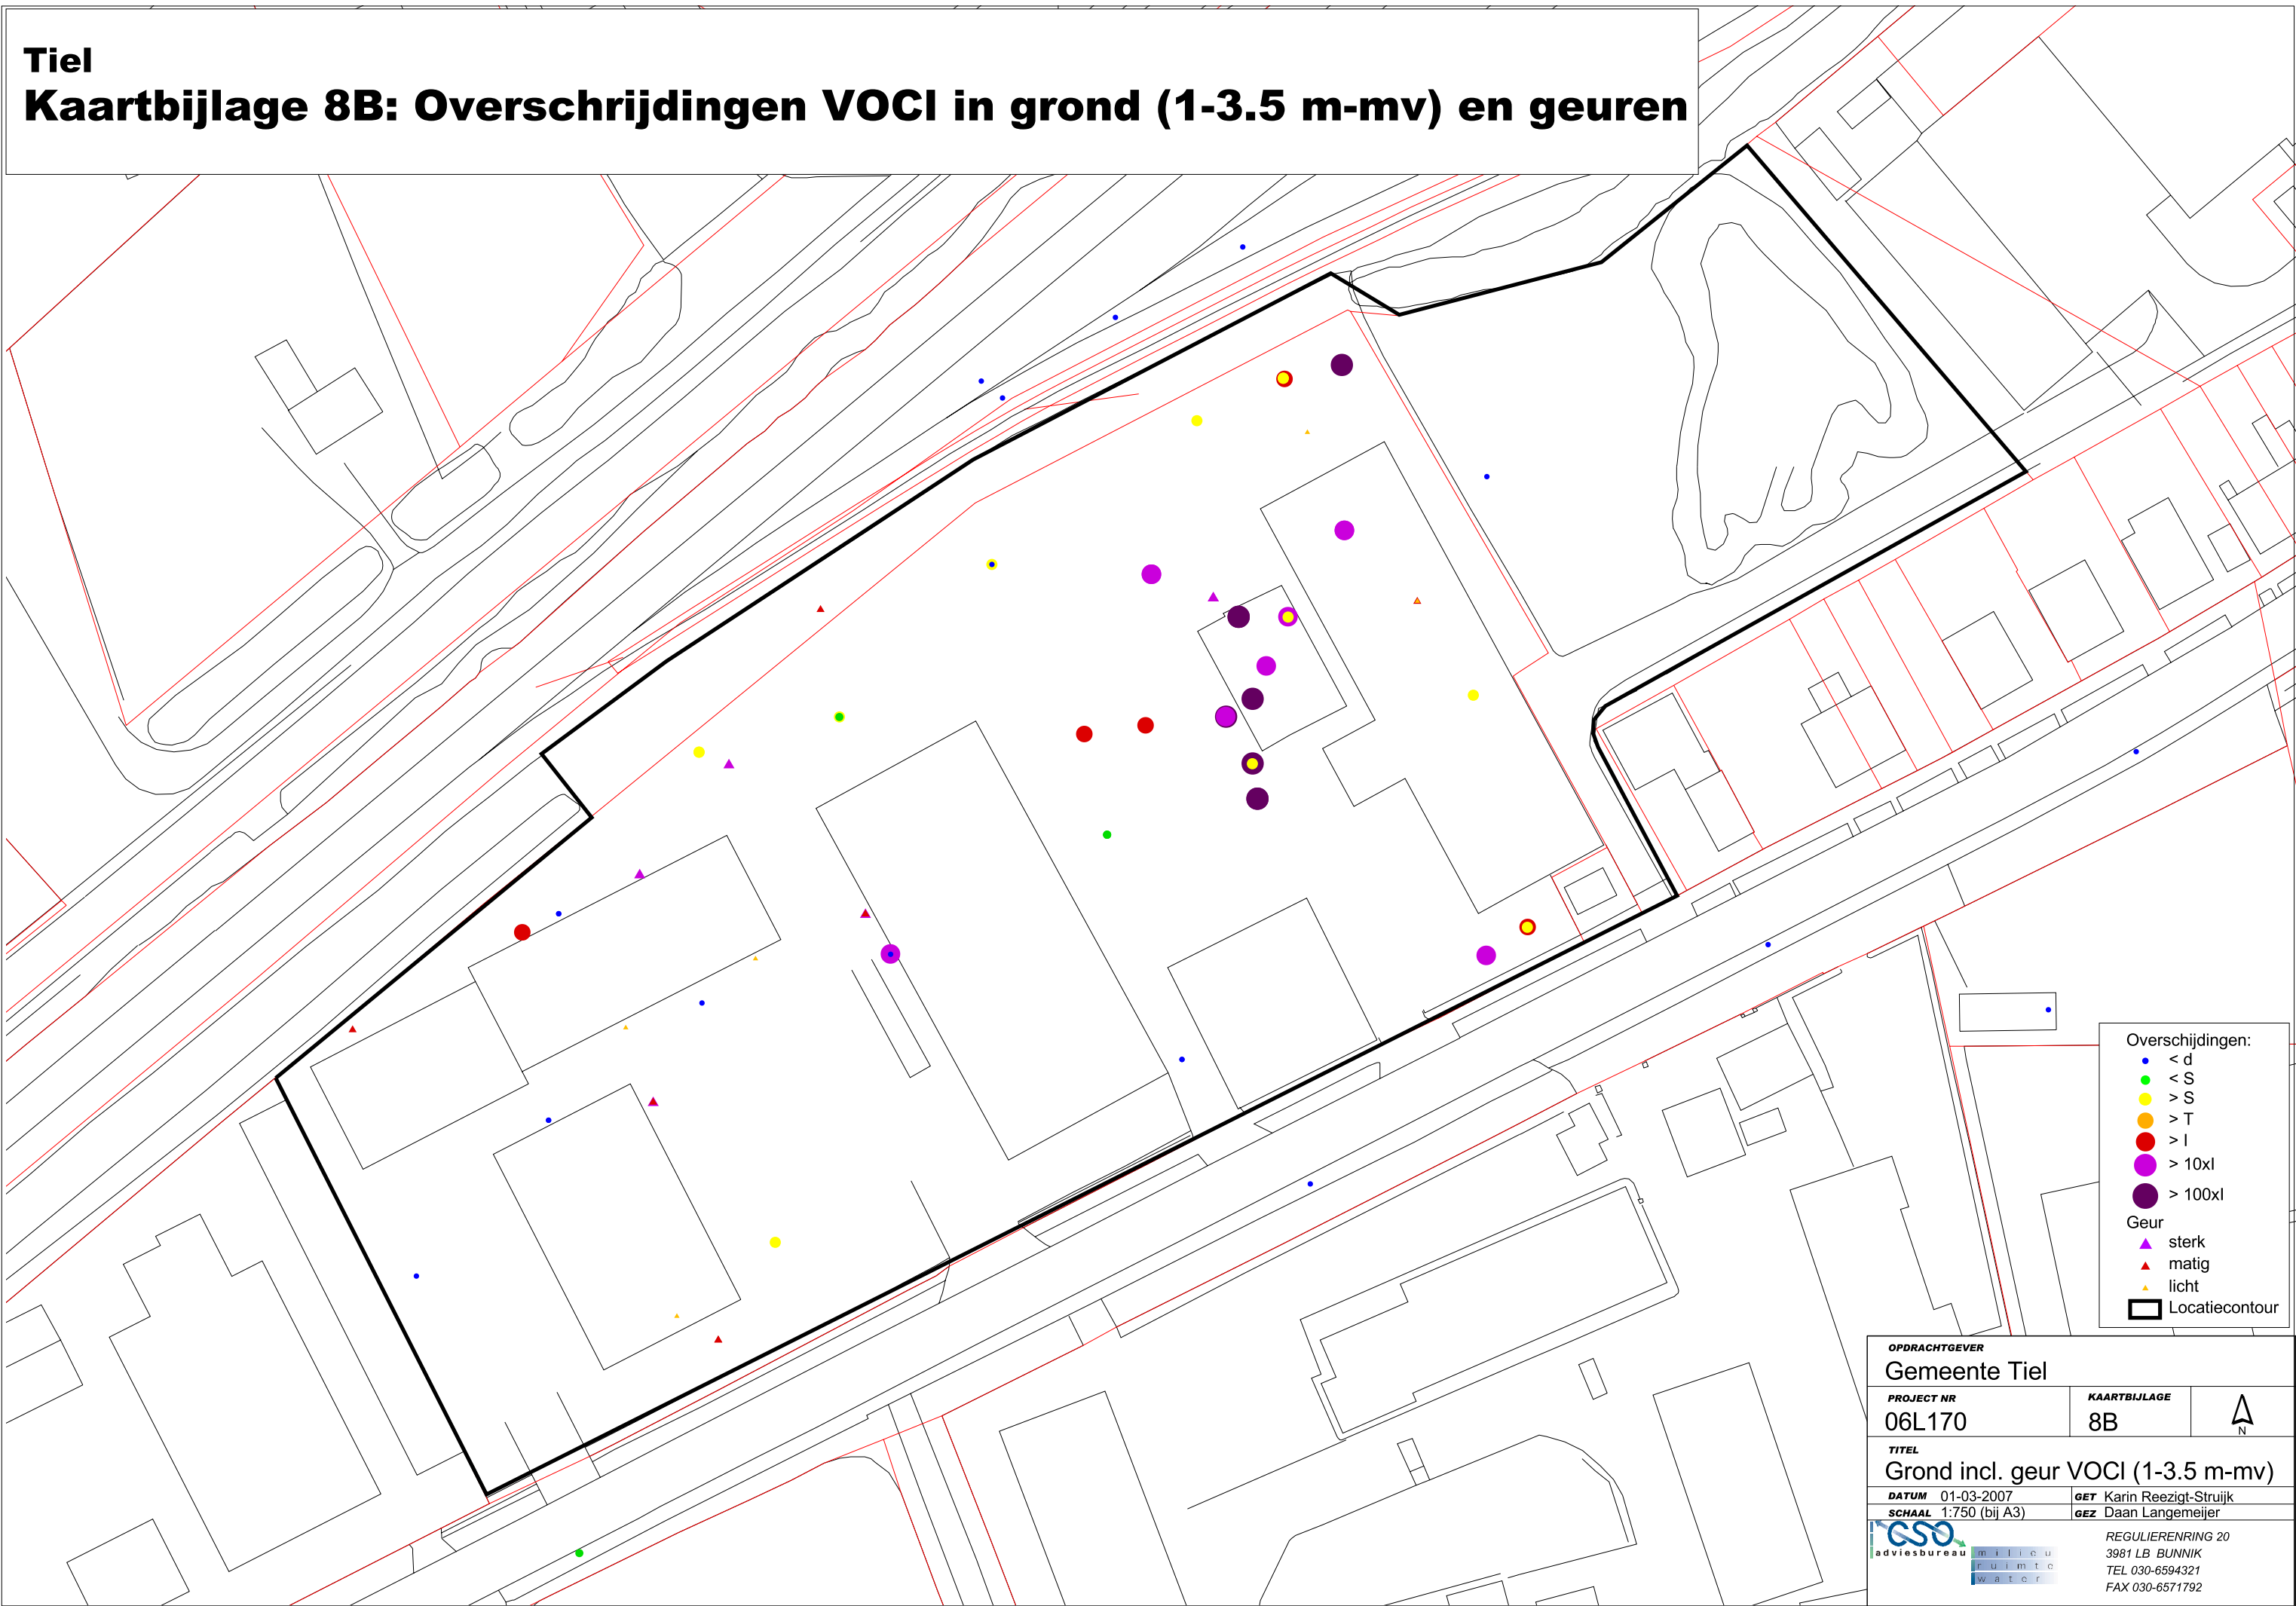 Tiel
Kaartbijlage 8B: Overschrijdingen VOCl in grond (1-3.5 m-mv) en geuren
Overschijdingen:
< d
< S
> S
> T
> I
> 10xI
> 100xI
Geur
sterk
matig
licht
Locatiecontour
OPDRACHTGEVER
Gemeente Tiel
PROJECT NR
06L170
KAARTBIJLAGE
8B
N
TITEL
Grond incl. geur VOCl (1-3.5 m-mv)
DATUM 01-03-2007
GET Karin Reezigt-Struijk
SCHAAL 1:750 (bij A3)
GEZ Daan Langemeijer
CSO
adviesbureau
milieu
ruimte
water
REGULIERENRING 20
3981 LB BUNNIK
TEL 030-6594321
FAX 030-6571792